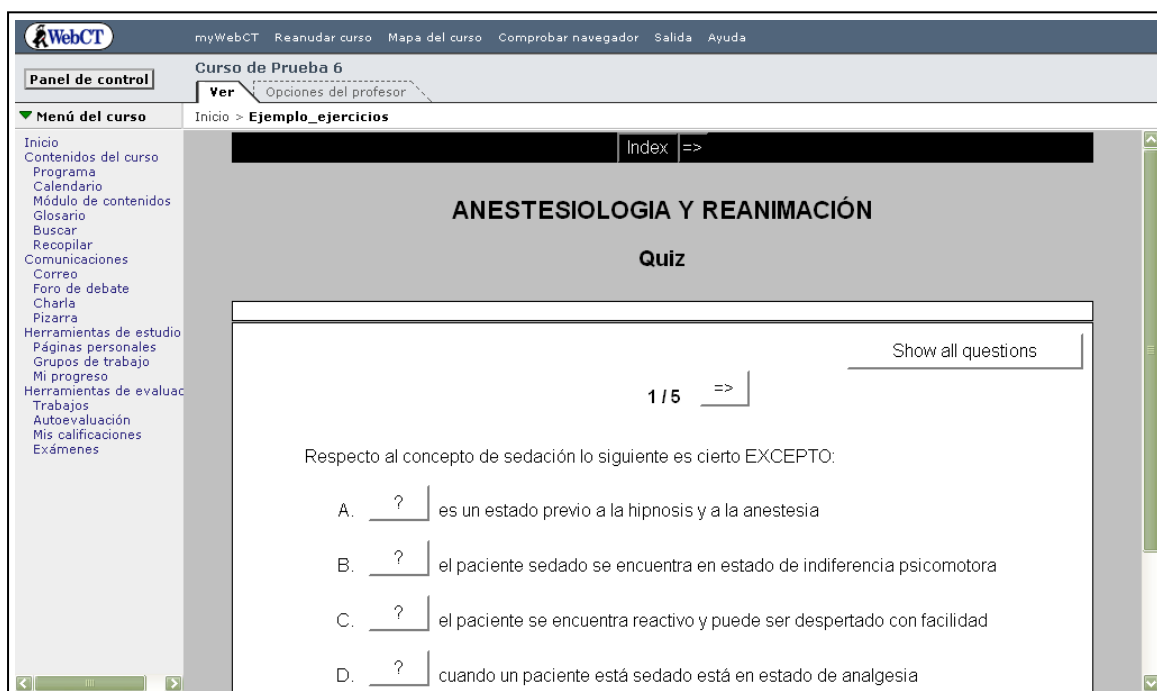 WebCT
myWebCT Reanudar curso Mapa del curso Comprobar navegador Salida Ayuda
Panel de control
Curso de Prueba 6
Ver Opciones del profesor
Menú del curso
Inicio > Ejemplo_ejercicios
Inicio
Contenidos del curso
Programa
Calendario
Módulo de contenidos
Glosario
Buscar
Recopilar
Comunicaciones
Correo
Foro de debate
Charla
Pizarra
Herramientas de estudio
Páginas personales
Grupos de trabajo
Mi progreso
Herramientas de evaluac
Trabajos
Autoevaluación
Mis calificaciones
Exámenes
Index =>
ANESTESIOLOGIA Y REANIMACIÓN
Quiz
Show all questions
1 / 5 =>
Respecto al concepto de sedación lo siguiente es cierto EXCEPTO:
A. ? es un estado previo a la hipnosis y a la anestesia
B. ? el paciente sedado se encuentra en estado de indiferencia psicomotora
C. ? el paciente se encuentra reactivo y puede ser despertado con facilidad
D. ? cuando un paciente está sedado está en estado de analgesia